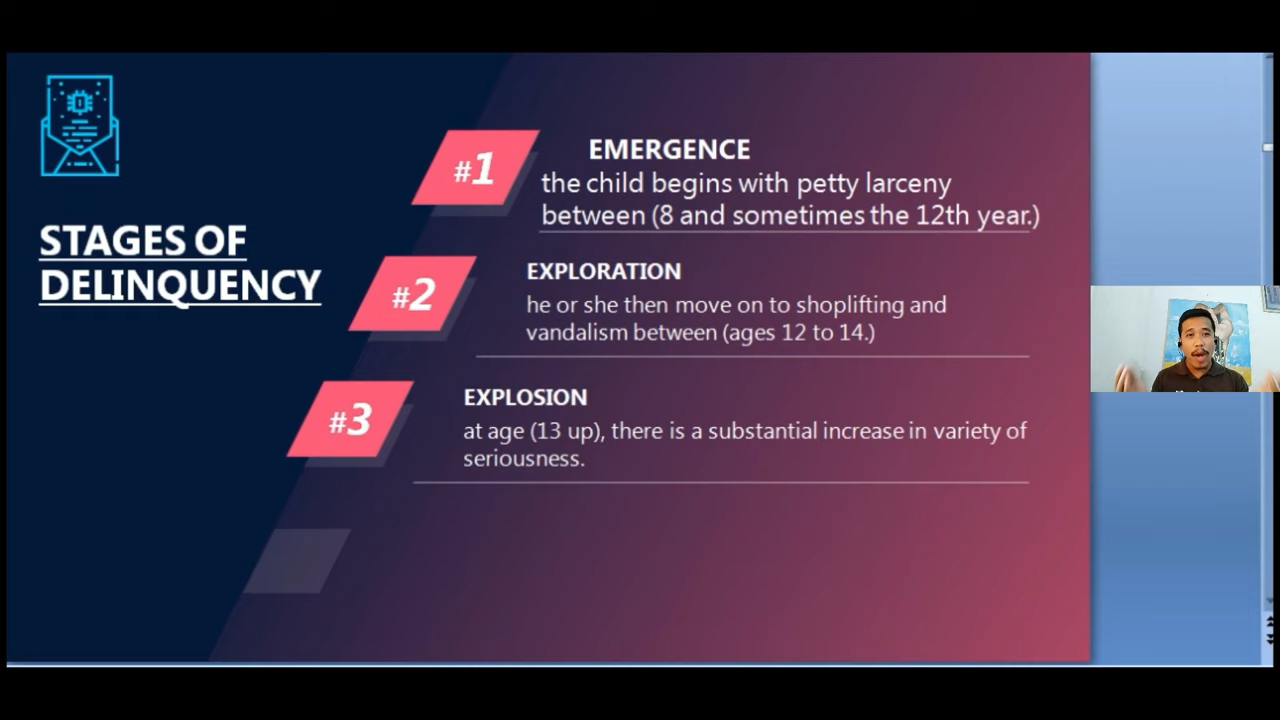 STAGES OF
DELINQUENCY
#1
EMERGENCE
the child begins with petty larceny
between (8 and sometimes the 12th year.)
#2
EXPLORATION
he or she then move on to shoplifting and
vandalism between (ages 12 to 14.)
#3
EXPLOSION
at age (13 up), there is a substantial increase in variety of
seriousness.